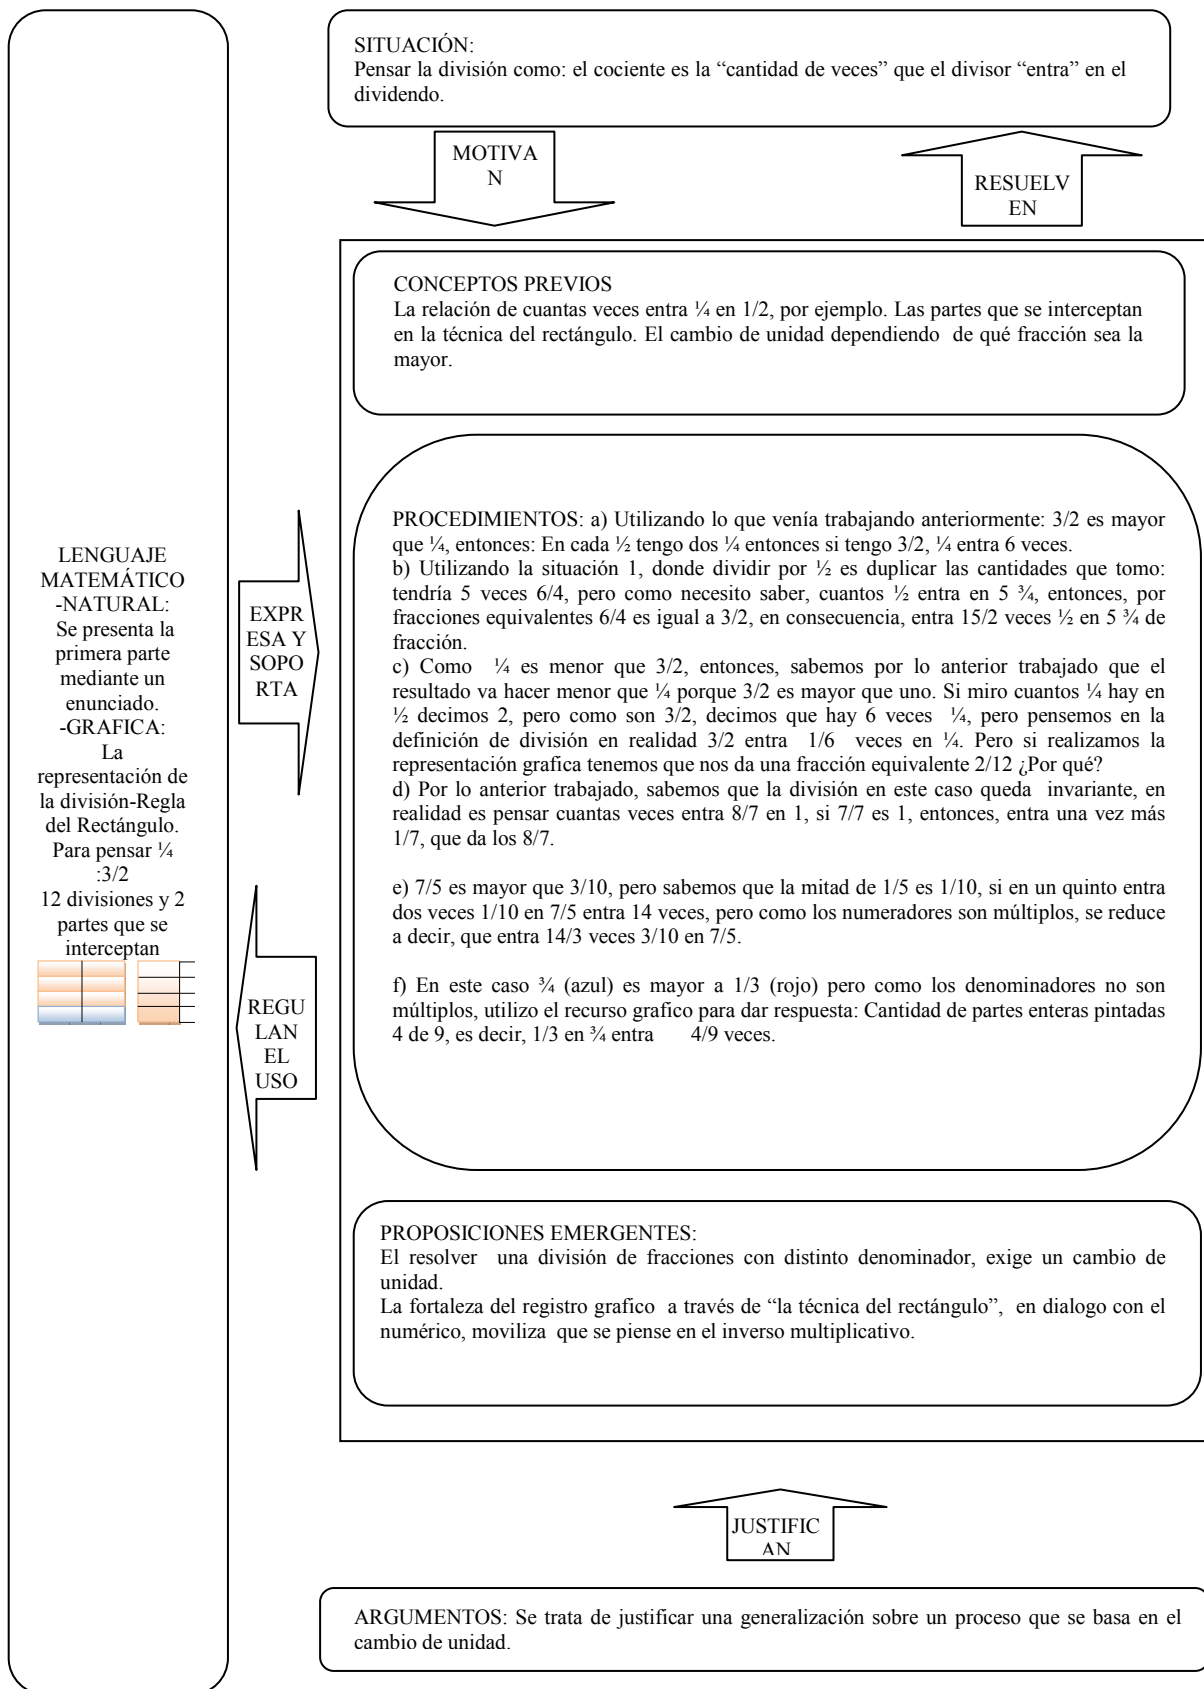 SITUACIÓN:
Pensar la división como: el cociente es la “cantidad de veces” que el divisor “entra” en el
dividendo.
MOTIVA
N
RESUELV
EN
CONCEPTOS PREVIOS
La relación de cuantas veces entra ¼ en 1/2, por ejemplo. Las partes que se interceptan
en la técnica del rectángulo. El cambio de unidad dependiendo de qué fracción sea la
mayor.
LENGUAJE
MATEMÁTICO
-NATURAL:
Se presenta la
primera parte
mediante un
enunciado.
-GRAFICA:
La
representación de
la división-Regla
del Rectángulo.
Para pensar ¼
:3/2
12 divisiones y 2
partes que se
interceptan
EXPR
ESA Y
SOPO
RTA
REGU
LAN
EL
USO
PROCEDIMIENTOS: a) Utilizando lo que venía trabajando anteriormente: 3/2 es mayor
que ¼, entonces: En cada ½ tengo dos ¼ entonces si tengo 3/2, ¼ entra 6 veces.
b) Utilizando la situación 1, donde dividir por ½ es duplicar las cantidades que tomo:
tendría 5 veces 6/4, pero como necesito saber, cuantos ½ entra en 5 ¾, entonces, por
fracciones equivalentes 6/4 es igual a 3/2, en consecuencia, entra 15/2 veces ½ en 5 ¾ de
fracción.
c) Como ¼ es menor que 3/2, entonces, sabemos por lo anterior trabajado que el
resultado va hacer menor que ¼ porque 3/2 es mayor que uno. Si miro cuantos ¼ hay en
½ decimos 2, pero como son 3/2, decimos que hay 6 veces ¼, pero pensemos en la
definición de división en realidad 3/2 entra 1/6 veces en ¼. Pero si realizamos la
representación grafica tenemos que nos da una fracción equivalente 2/12 ¿Por qué?
d) Por lo anterior trabajado, sabemos que la división en este caso queda invariante, en
realidad es pensar cuantas veces entra 8/7 en 1, si 7/7 es 1, entonces, entra una vez más
1/7, que da los 8/7.
e) 7/5 es mayor que 3/10, pero sabemos que la mitad de 1/5 es 1/10, si en un quinto entra
dos veces 1/10 en 7/5 entra 14 veces, pero como los numeradores son múltiplos, se reduce
a decir, que entra 14/3 veces 3/10 en 7/5.
f) En este caso ¾ (azul) es mayor a 1/3 (rojo) pero como los denominadores no son
múltiplos, utilizo el recurso grafico para dar respuesta: Cantidad de partes enteras pintadas
4 de 9, es decir, 1/3 en ¾ entra 4/9 veces.
PROPOSICIONES EMERGENTES:
El resolver una división de fracciones con distinto denominador, exige un cambio de
unidad.
La fortaleza del registro grafico a través de “la técnica del rectángulo”, en dialogo con el
numérico, moviliza que se piense en el inverso multiplicativo.
JUSTIFIC
AN
ARGUMENTOS: Se trata de justificar una generalización sobre un proceso que se basa en el
cambio de unidad.